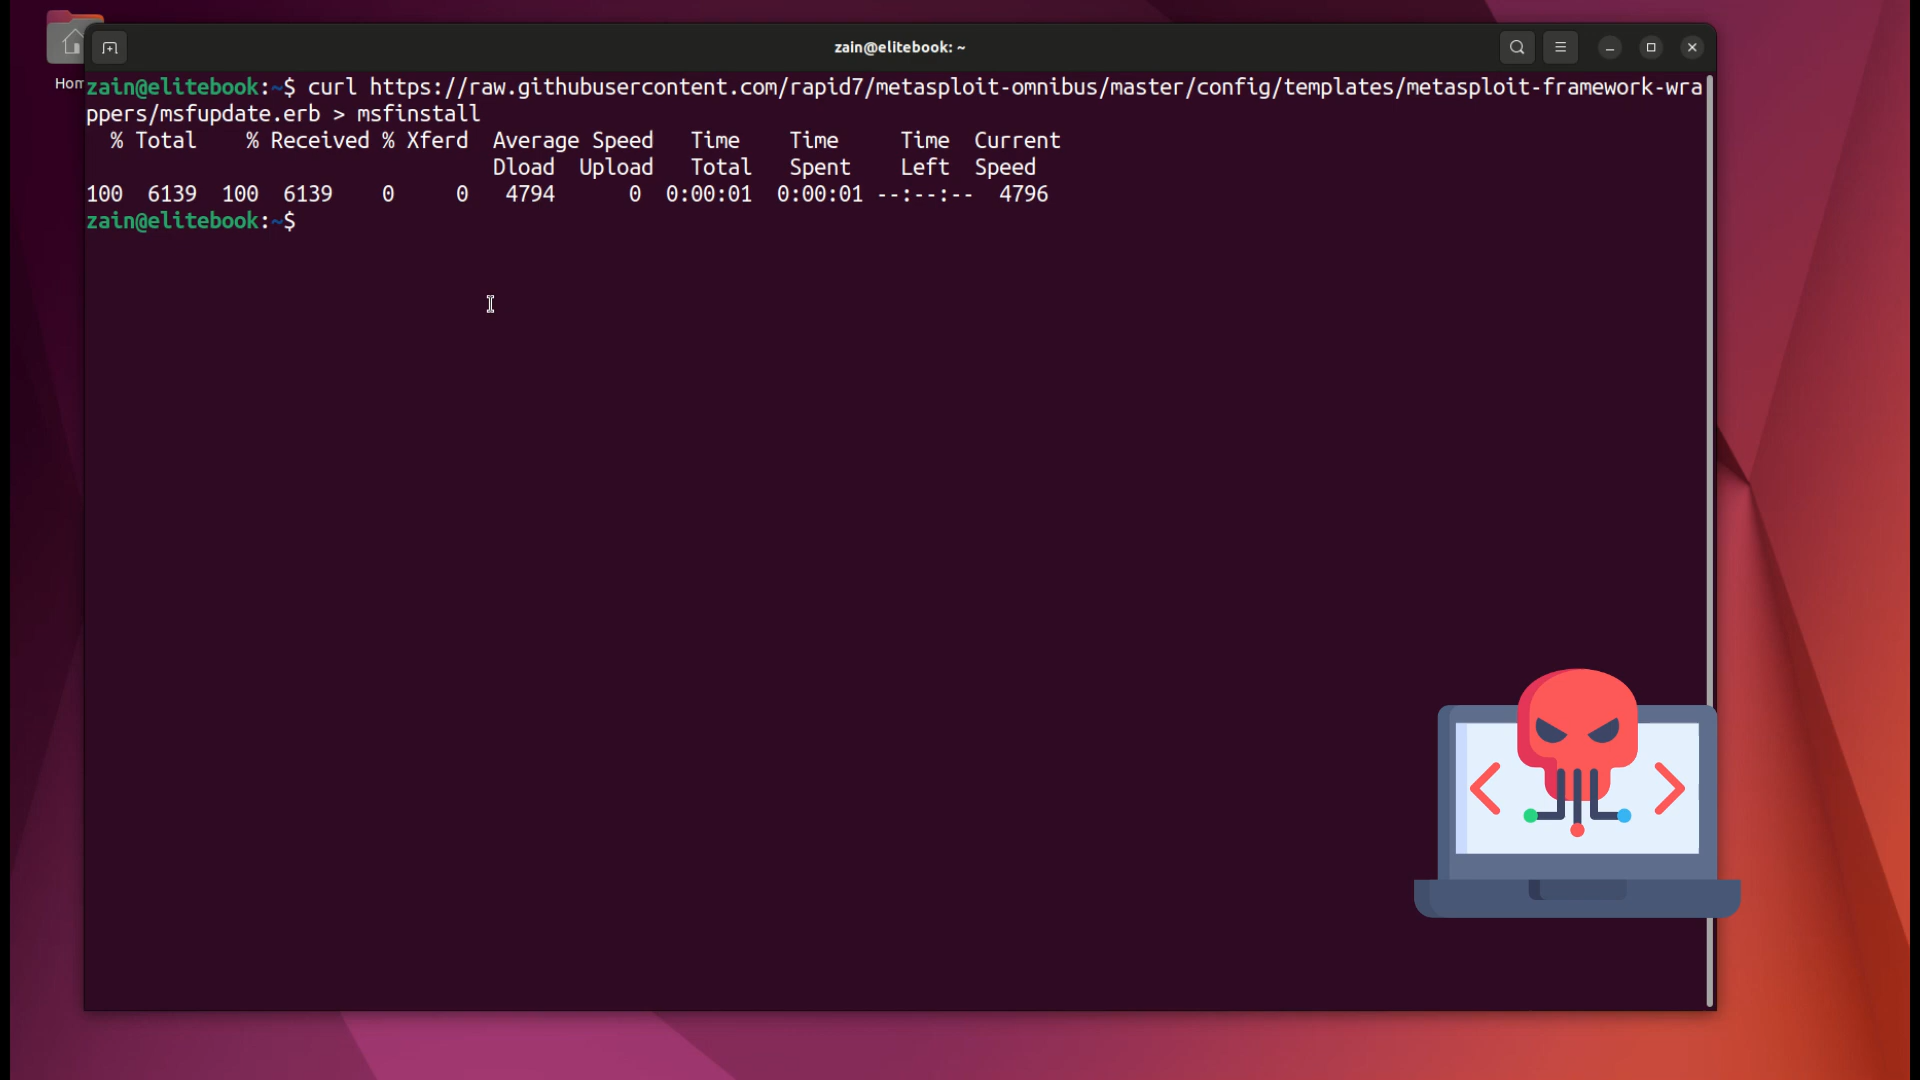 zain@elitebook: ~
Hom
zain@elitebook:~$ curl https://raw.githubusercontent.com/rapid7/metasploit-omnibus/master/config/templates/metasploit-framework-wra
ppers/msfupdate.erb > msfinstall
% Total    % Received % Xferd  Average Speed   Time    Time     Time  Current
Dload  Upload   Total   Spent    Left  Speed
100  6139  100  6139    0     0   4794      0  0:00:01  0:00:01 --:--:--  4796
zain@elitebook:~$